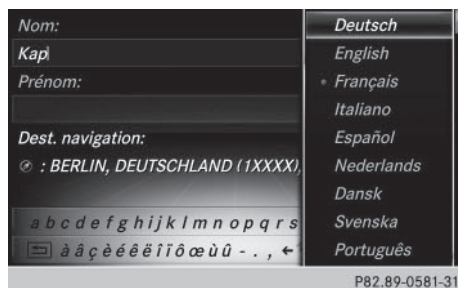 Nom:
Kap
Prénom:
Dest. navigation:
: BERLIN, DEUTSCHLAND (1XXXX),
a b c d e f g h i j k l m n o p q r s
à â ç è é ê ë î ï ô œ ù û - . , ←
Deutsch
English
• Français
Italiano
Español
Nederlands
Dansk
Svenska
Português
P82.89-0581-31